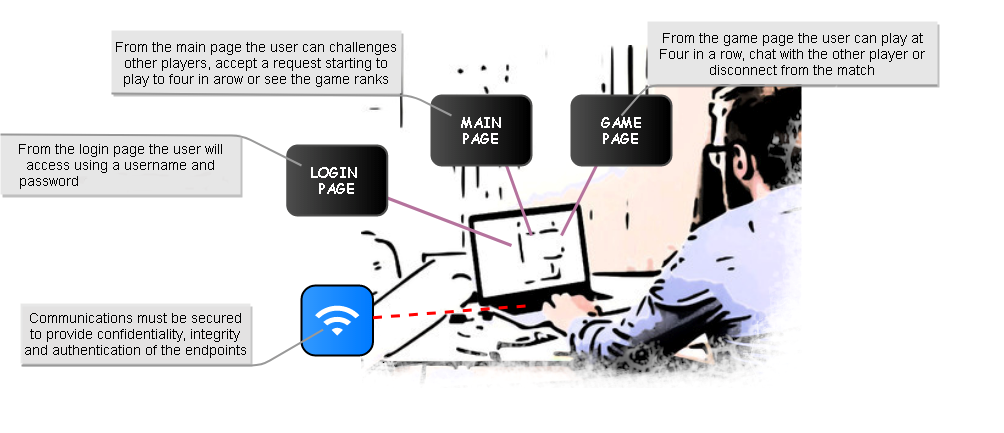 From the main page the user can challenges
other players, accept a request starting to
play to four in arow or see the game ranks
From the game page the user can play at
Four in a row, chat with the other player or
disconnect from the match
MAIN
PAGE
GAME
PAGE
From the login page the user will
access using a username and
password
LOGIN
PAGE
Communications must be secured
to provide confidentiality, integrity
and authentication of the endpoints